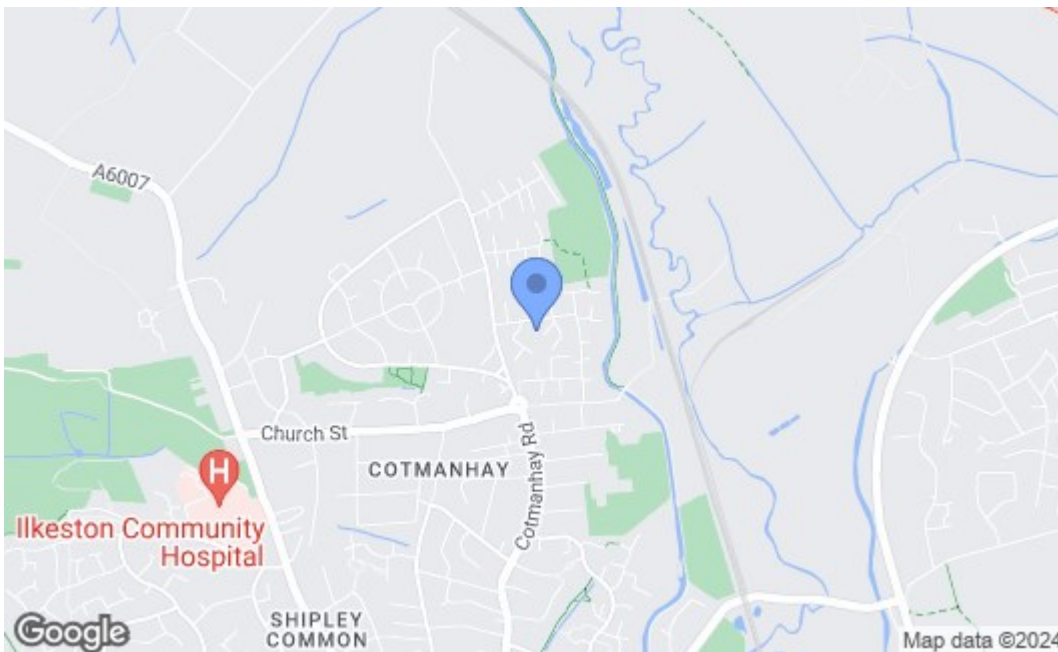 A6007
Church St
COTMANHAY
Cotmanhay Rd
H
Ilkeston Community
Hospital
SHIPLEY
COMMON
Google
Map data ©2024